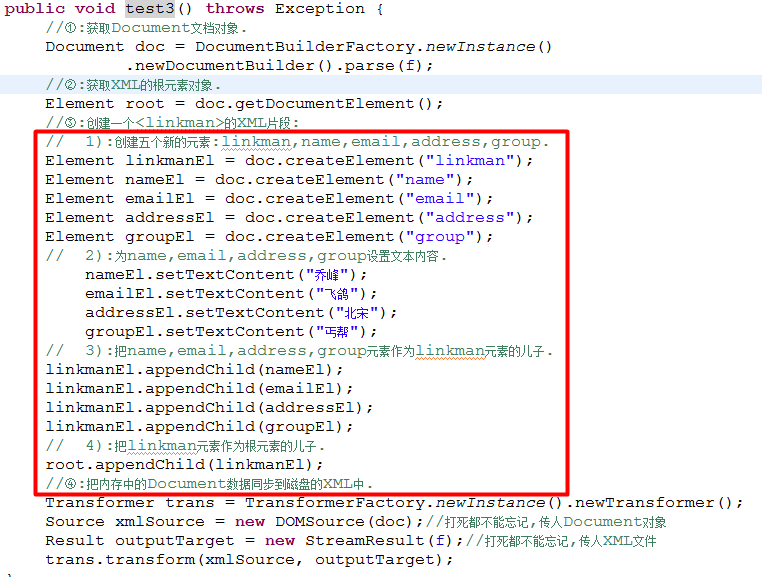 public void test3() throws Exception {
//①:获取Document文档对象.
Document doc = DocumentBuilderFactory.newInstance()
.newDocumentBuilder().parse(f);
//②:获取XML的根元素对象.
Element root = doc.getDocumentElement();
//③:创建一个<linkman>的XML片段:
// 1):创建五个新的元素:linkman,name,email,address,group.
Element linkmanEl = doc.createElement("linkman");
Element nameEl = doc.createElement("name");
Element emailEl = doc.createElement("email");
Element addressEl = doc.createElement("address");
Element groupEl = doc.createElement("group");
// 2):为name,email,address,group设置文本内容.
nameEl.setTextContent("乔峰");
emailEl.setTextContent("飞鸽");
addressEl.setTextContent("北宋");
groupEl.setTextContent("丐帮");
// 3):把name,email,address,group元素作为linkman元素的儿子.
linkmanEl.appendChild(nameEl);
linkmanEl.appendChild(emailEl);
linkmanEl.appendChild(addressEl);
linkmanEl.appendChild(groupEl);
// 4):把linkman元素作为根元素的儿子.
root.appendChild(linkmanEl);
//④:把内存中的Document数据同步到磁盘的XML中.
Transformer trans = TransformerFactory.newInstance().newTransformer();
Source xmlSource = new DOMSource(doc);//打死都不能忘记,传入Document对象
Result outputTarget = new StreamResult(f);//打死都不能忘记,传入XML文件
trans.transform(xmlSource, outputTarget);